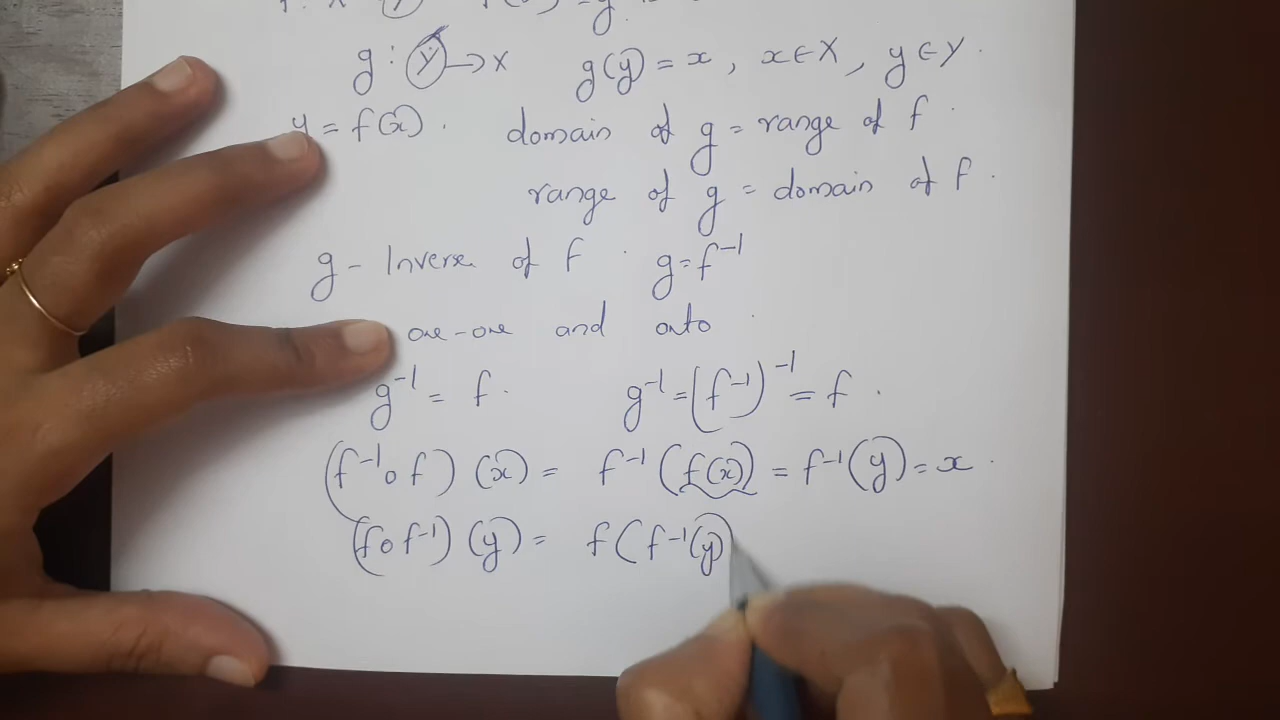 g : Y → X g(y) = x , x ∈ X , y ∈ Y .
y = f(x) . domain of g = range of f .
range of g = domain of f .
g - Inverse of f . g = f⁻¹
one-one and onto .
g⁻¹ = f . g⁻¹ = (f⁻¹)⁻¹ = f .
(f⁻¹ o f) (x) = f⁻¹ (f(x)) = f⁻¹(y) = x .
(f o f⁻¹) (y) = f (f⁻¹(y)